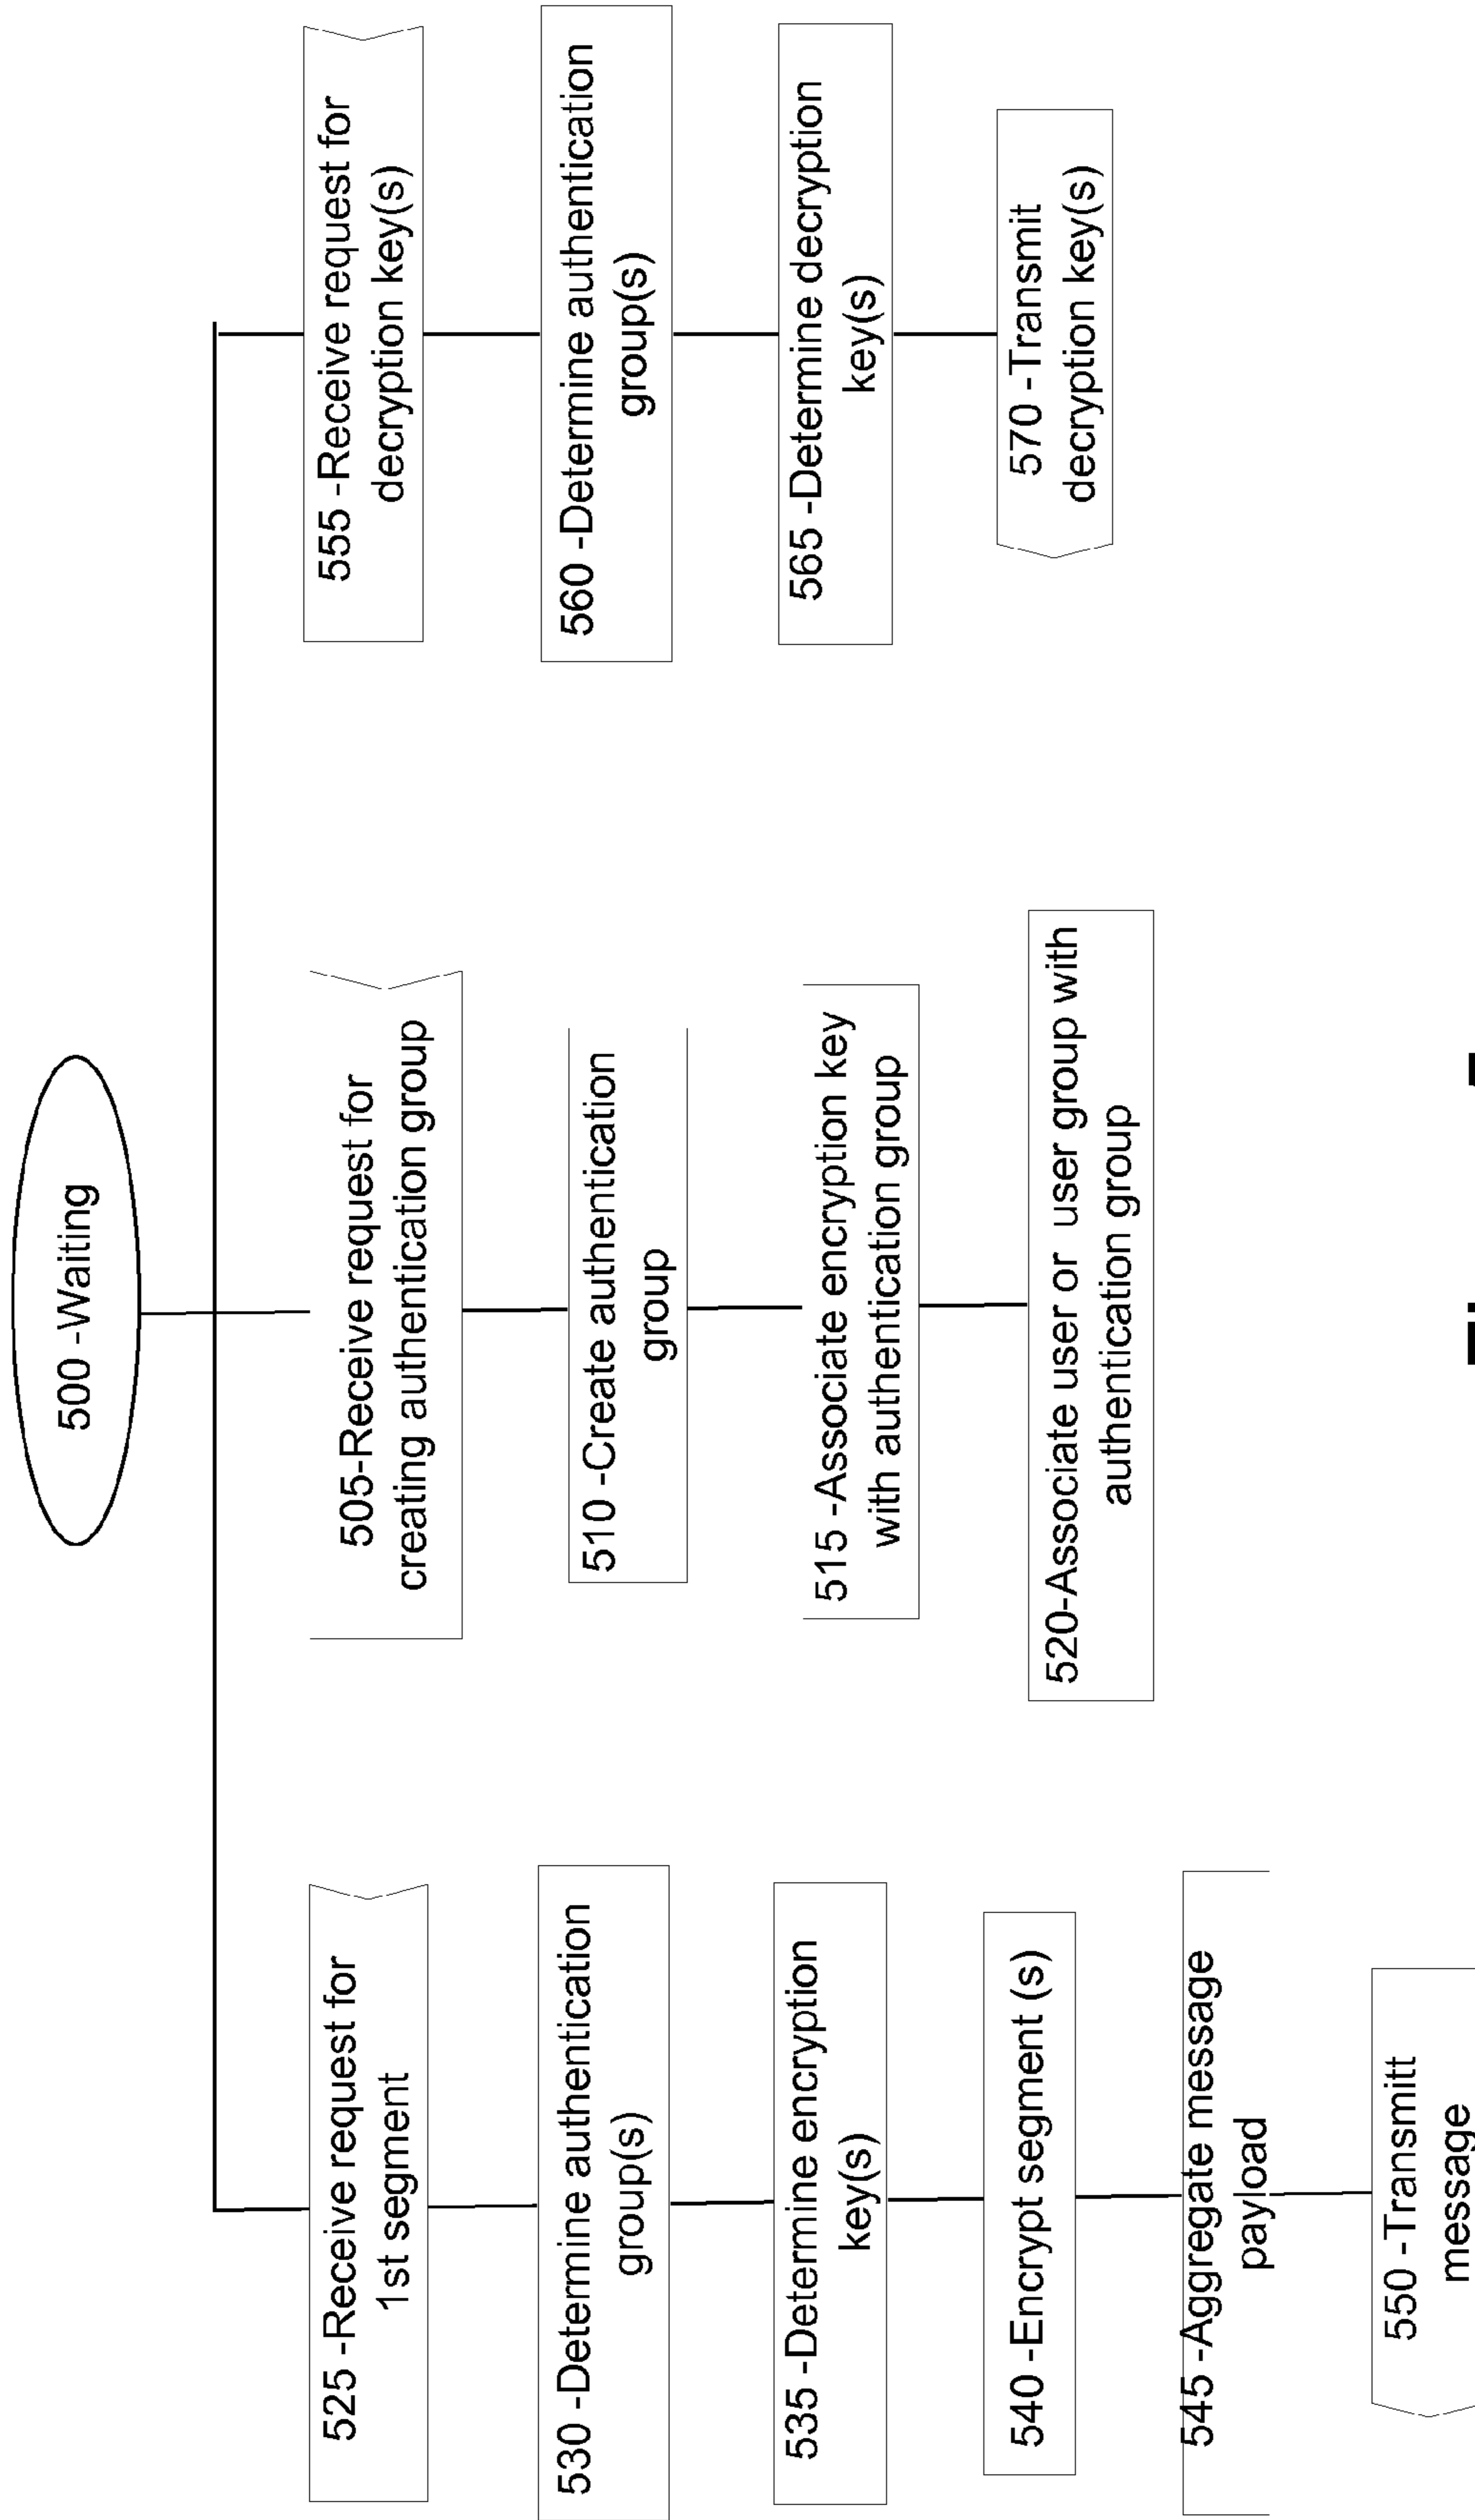 500 -Waiting
525 -Receive request for
1st segment
530 -Determine authentication
group(s)
535 -Determine encryption
key(s)
540 -Encrypt segment (s)
545 -Aggregate message
payload
550 -Transmitt
message
505-Receive request for
creating authentication group
510 -Create authentication
group
515 -Associate encryption key
with authentication group
520-Associate user or  user group with
authentication group
555 -Receive request for
decryption key(s)
560 -Determine authentication
group(s)
565 -Determine decryption
key(s)
570 -Transmit
decryption key(s)